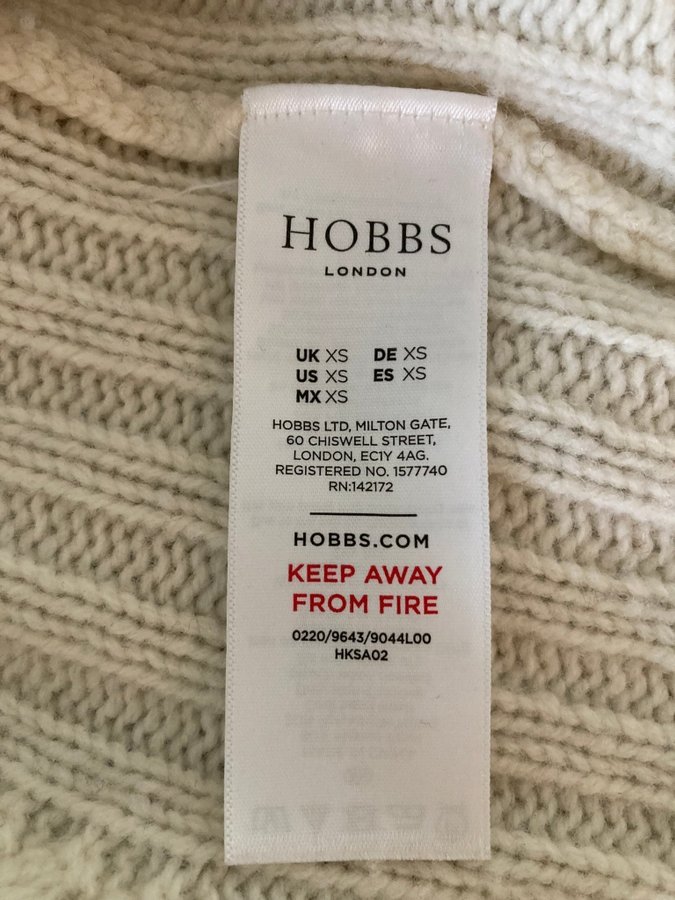 HOBBS
LONDON
UK XS DE XS
US XS ES XS
MX XS
HOBBS LTD, MILTON GATE,
60 CHISWELL STREET,
LONDON, EC1Y 4AG.
REGISTERED NO. 1577740
RN:142172
HOBBS.COM
KEEP AWAY
FROM FIRE
0220/9643/9044L00
HKSA02